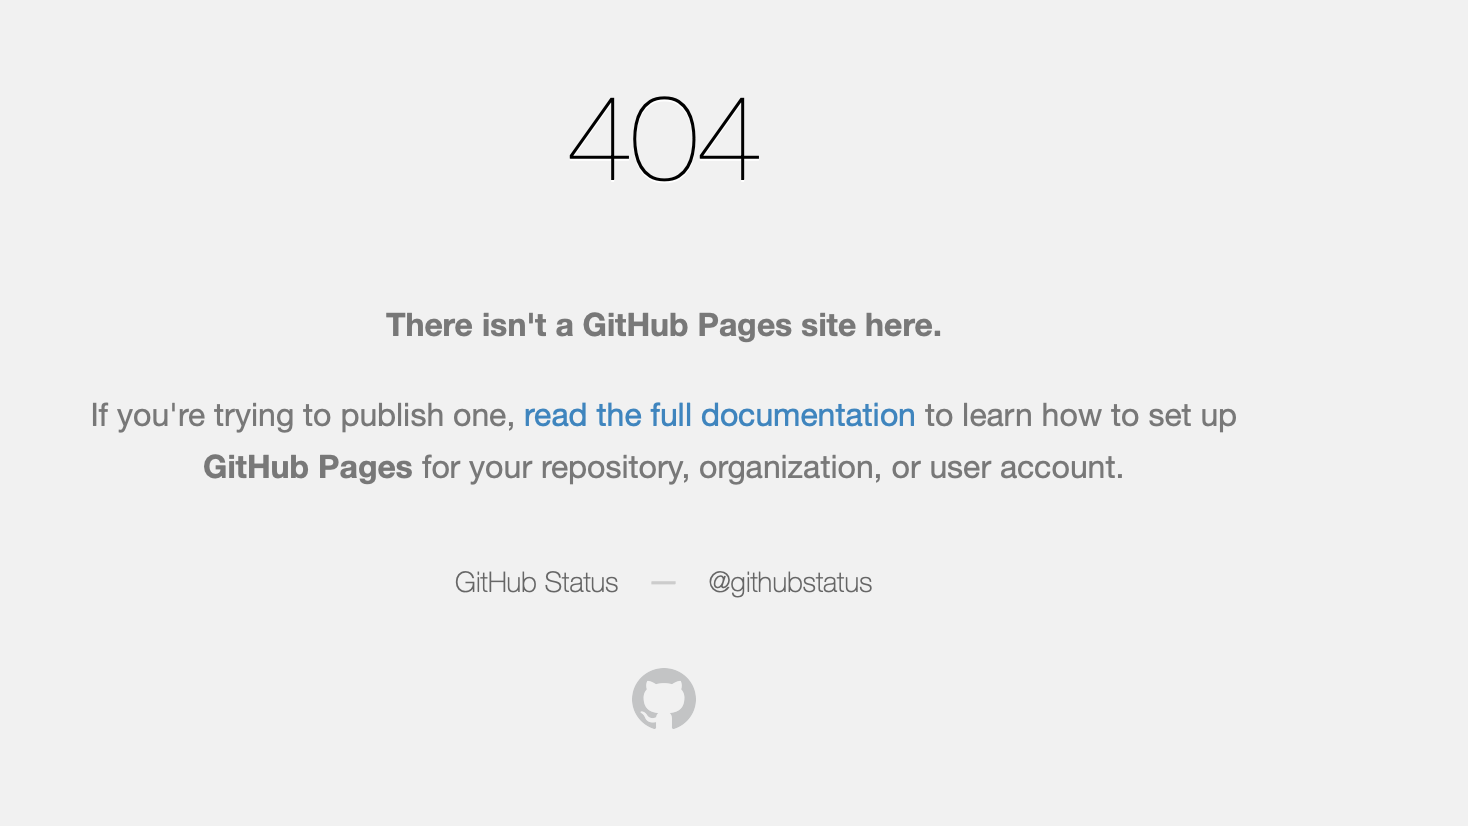 404
There isn't a GitHub Pages site here.
If you're trying to publish one, read the full documentation to learn how to set up
GitHub Pages for your repository, organization, or user account.
GitHub Status — @githubstatus